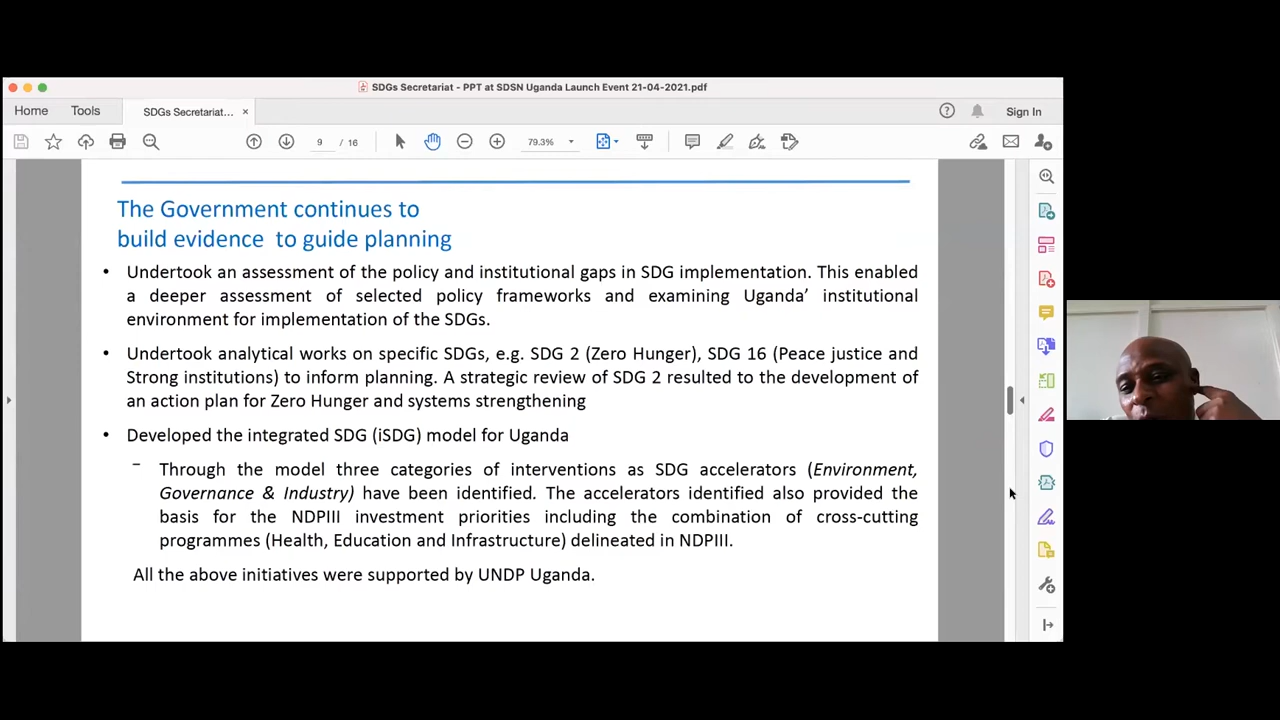 SDGs Secretariat - PPT at SDSN Uganda Launch Event 21-04-2021.pdf
Home
Tools
SDGs Secretariat...
Sign In
9 / 16
79.3%
The Government continues to
build evidence to guide planning
• Undertook an assessment of the policy and institutional gaps in SDG implementation. This enabled
a deeper assessment of selected policy frameworks and examining Uganda’ institutional
environment for implementation of the SDGs.
• Undertook analytical works on specific SDGs, e.g. SDG 2 (Zero Hunger), SDG 16 (Peace justice and
Strong institutions) to inform planning. A strategic review of SDG 2 resulted to the development of
an action plan for Zero Hunger and systems strengthening
• Developed the integrated SDG (iSDG) model for Uganda
– Through the model three categories of interventions as SDG accelerators (Environment,
Governance & Industry) have been identified. The accelerators identified also provided the
basis for the NDPIII investment priorities including the combination of cross-cutting
programmes (Health, Education and Infrastructure) delineated in NDPIII.
All the above initiatives were supported by UNDP Uganda.